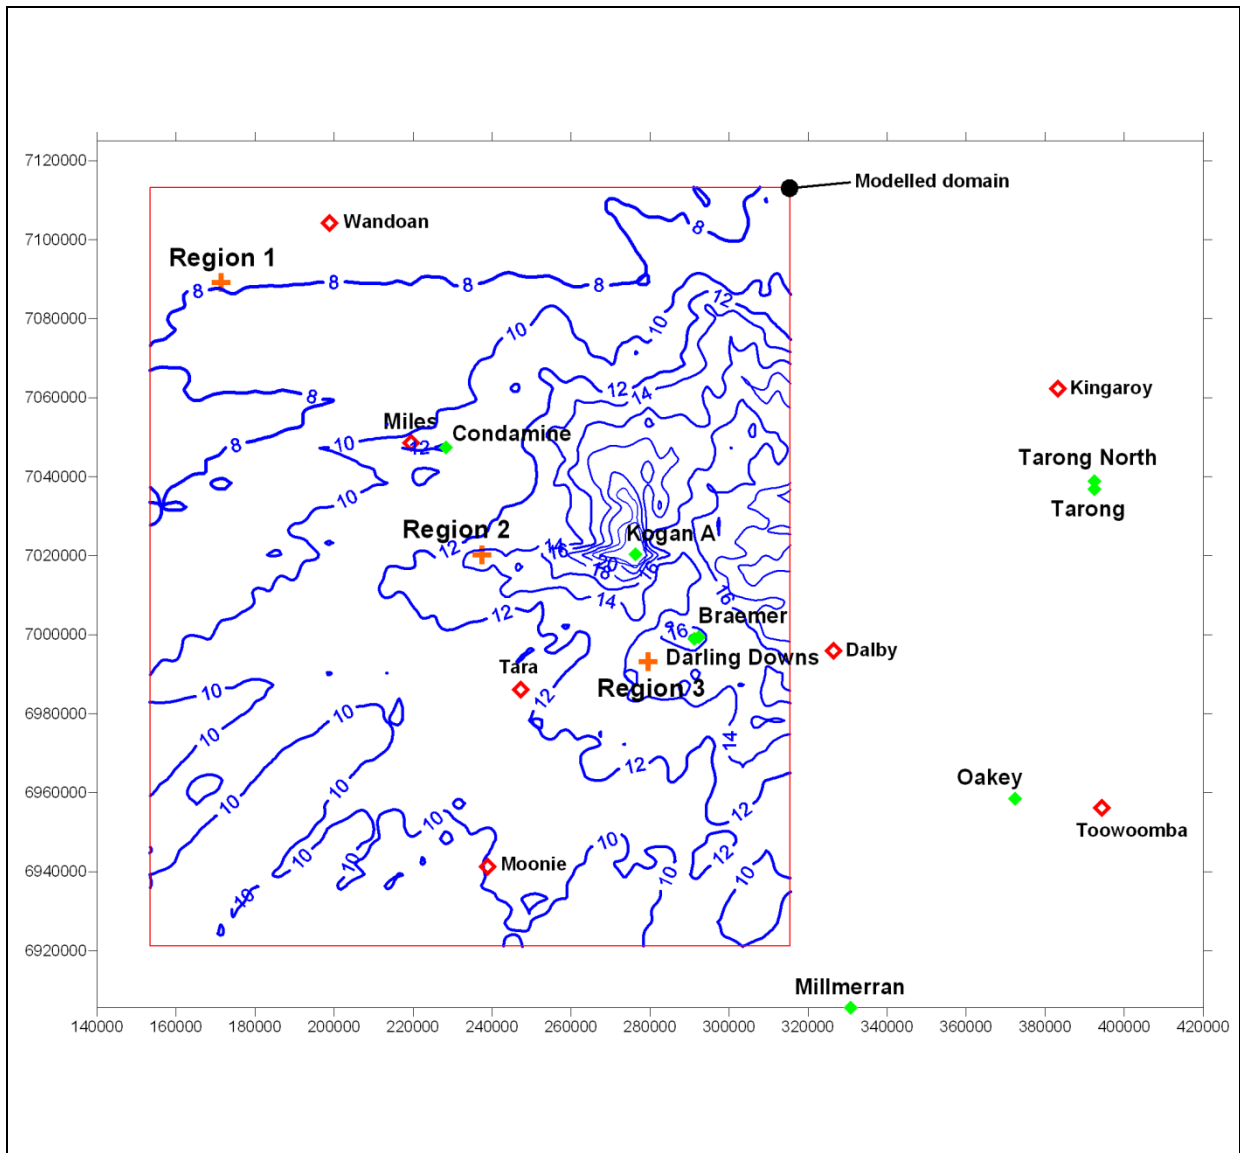 7120000
Modelled domain
8
Wandoan
7100000
Region 1
8 8 8 8
7080000
12
10
10
7060000
12
14
8
Kingaroy
Miles
Condamine
10
12
8
7040000
Tarong North
Tarong
10
Region 2
Kogan A
7020000
12
14
16
20
18
16
14
16
12
7000000
Braemer
16
Darling Downs
Dalby
Tara
12
Region 3
10
6980000
10
10
14
12
Oakey
6960000
10
12
10
10
Toowoomba
10
10
10
12
Moonie
6940000
10
10
10
6920000
Millmerran
140000 160000 180000 200000 220000 240000 260000 280000 300000 320000 340000 360000 380000 400000 420000